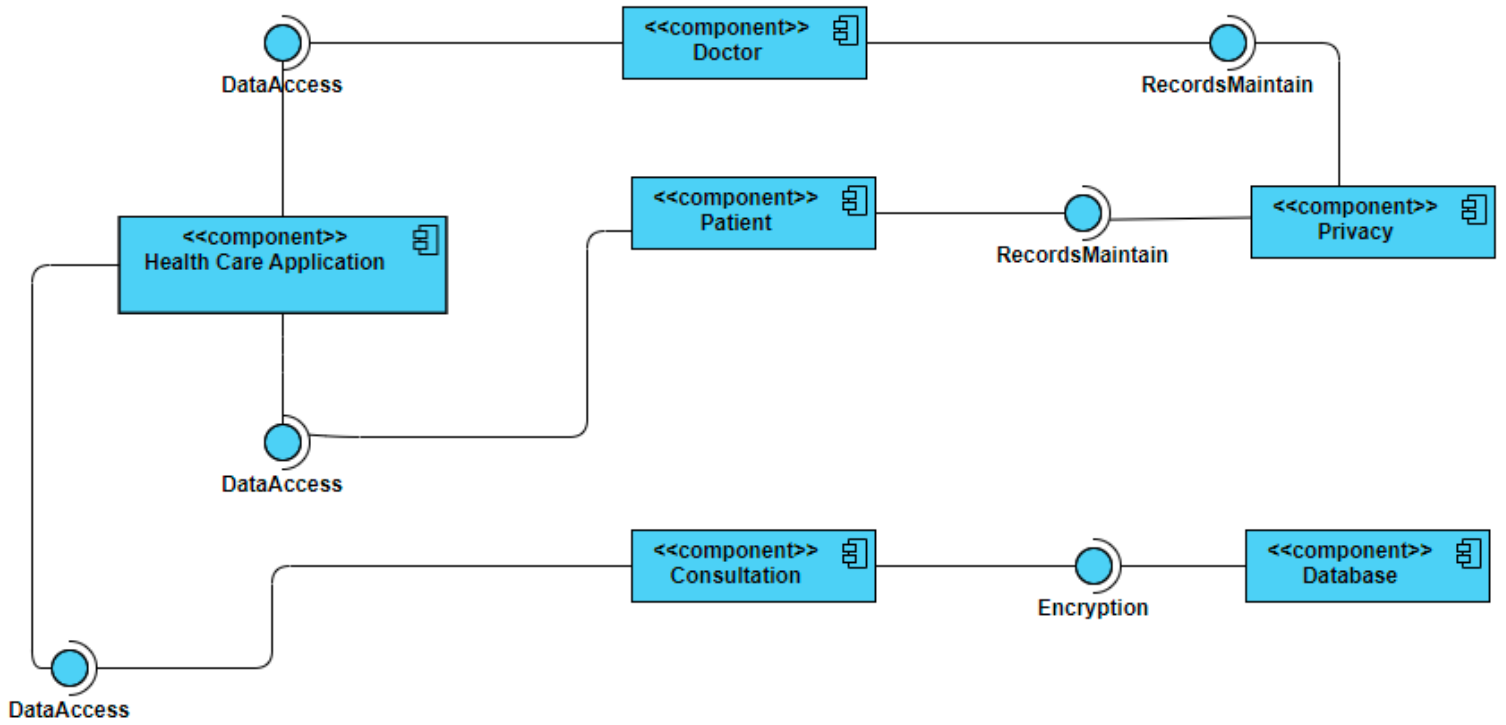 <<component>>
Doctor
DataAccess
RecordsMaintain
<<component>>
Patient
<<component>>
Privacy
<<component>>
Health Care Application
RecordsMaintain
DataAccess
<<component>>
Consultation
<<component>>
Database
Encryption
DataAccess